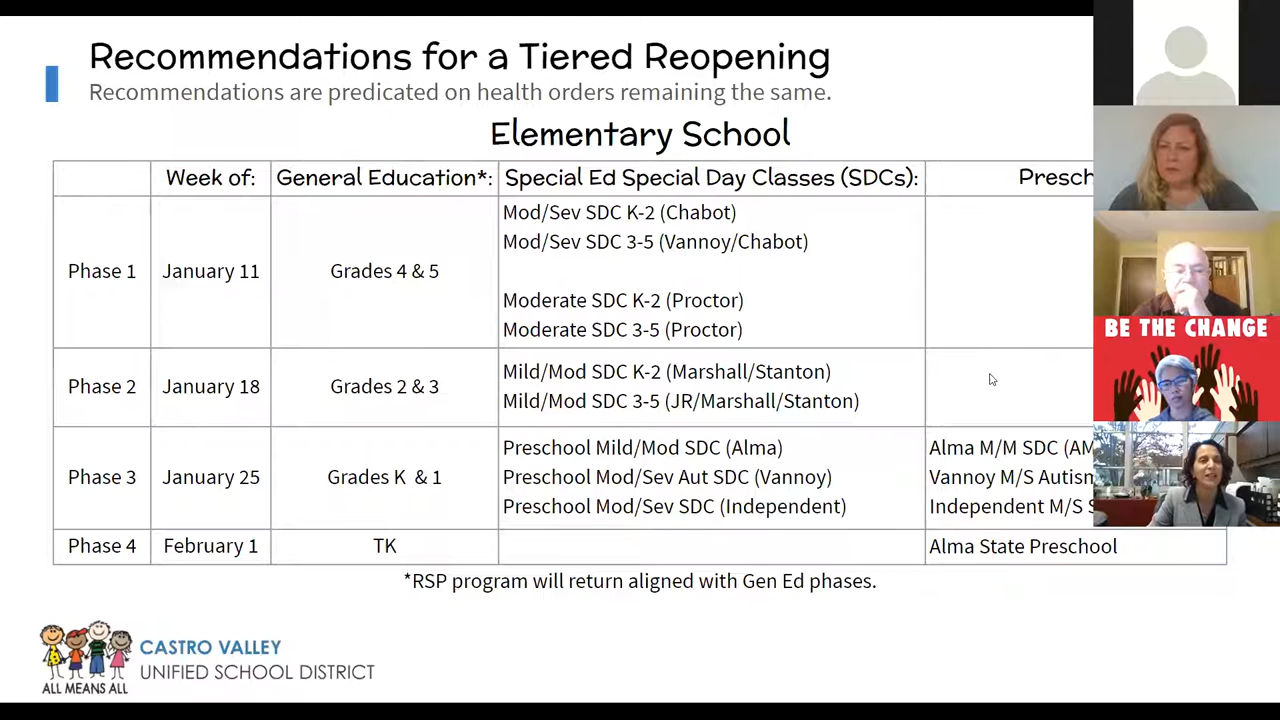 Recommendations for a Tiered Reopening
Recommendations are predicated on health orders remaining the same.
Elementary School
Week of: General Education*: Special Ed Special Day Classes (SDCs):
Phase 1 January 11 Grades 4 & 5
Mod/Sev SDC K-2 (Chabot)
Mod/Sev SDC 3-5 (Vannoy/Chabot)
Moderate SDC K-2 (Proctor)
Moderate SDC 3-5 (Proctor)
Phase 2 January 18 Grades 2 & 3
Mild/Mod SDC K-2 (Marshall/Stanton)
Mild/Mod SDC 3-5 (JR/Marshall/Stanton)
Phase 3 January 25 Grades K & 1
Preschool Mild/Mod SDC (Alma)
Preschool Mod/Sev Aut SDC (Vannoy)
Preschool Mod/Sev SDC (Independent)
Alma M/M SDC
Vannoy M/S Autism
Independent M/S
Phase 4 February 1 TK Alma State Preschool
*RSP program will return aligned with Gen Ed phases.
CASTRO VALLEY
UNIFIED SCHOOL DISTRICT
ALL MEANS ALL
BE THE CHANGE